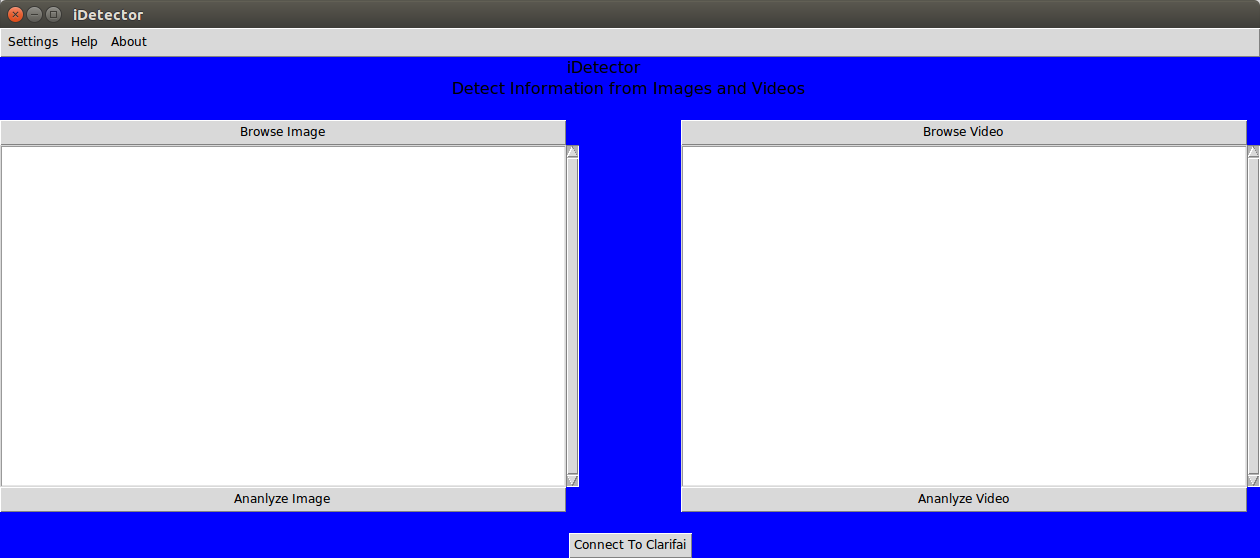 iDetector
Settings Help About
iDetector
Detect Information from Images and Videos
Browse Image
Browse Video
Ananlyze Image
Ananlyze Video
Connect To Clarifai